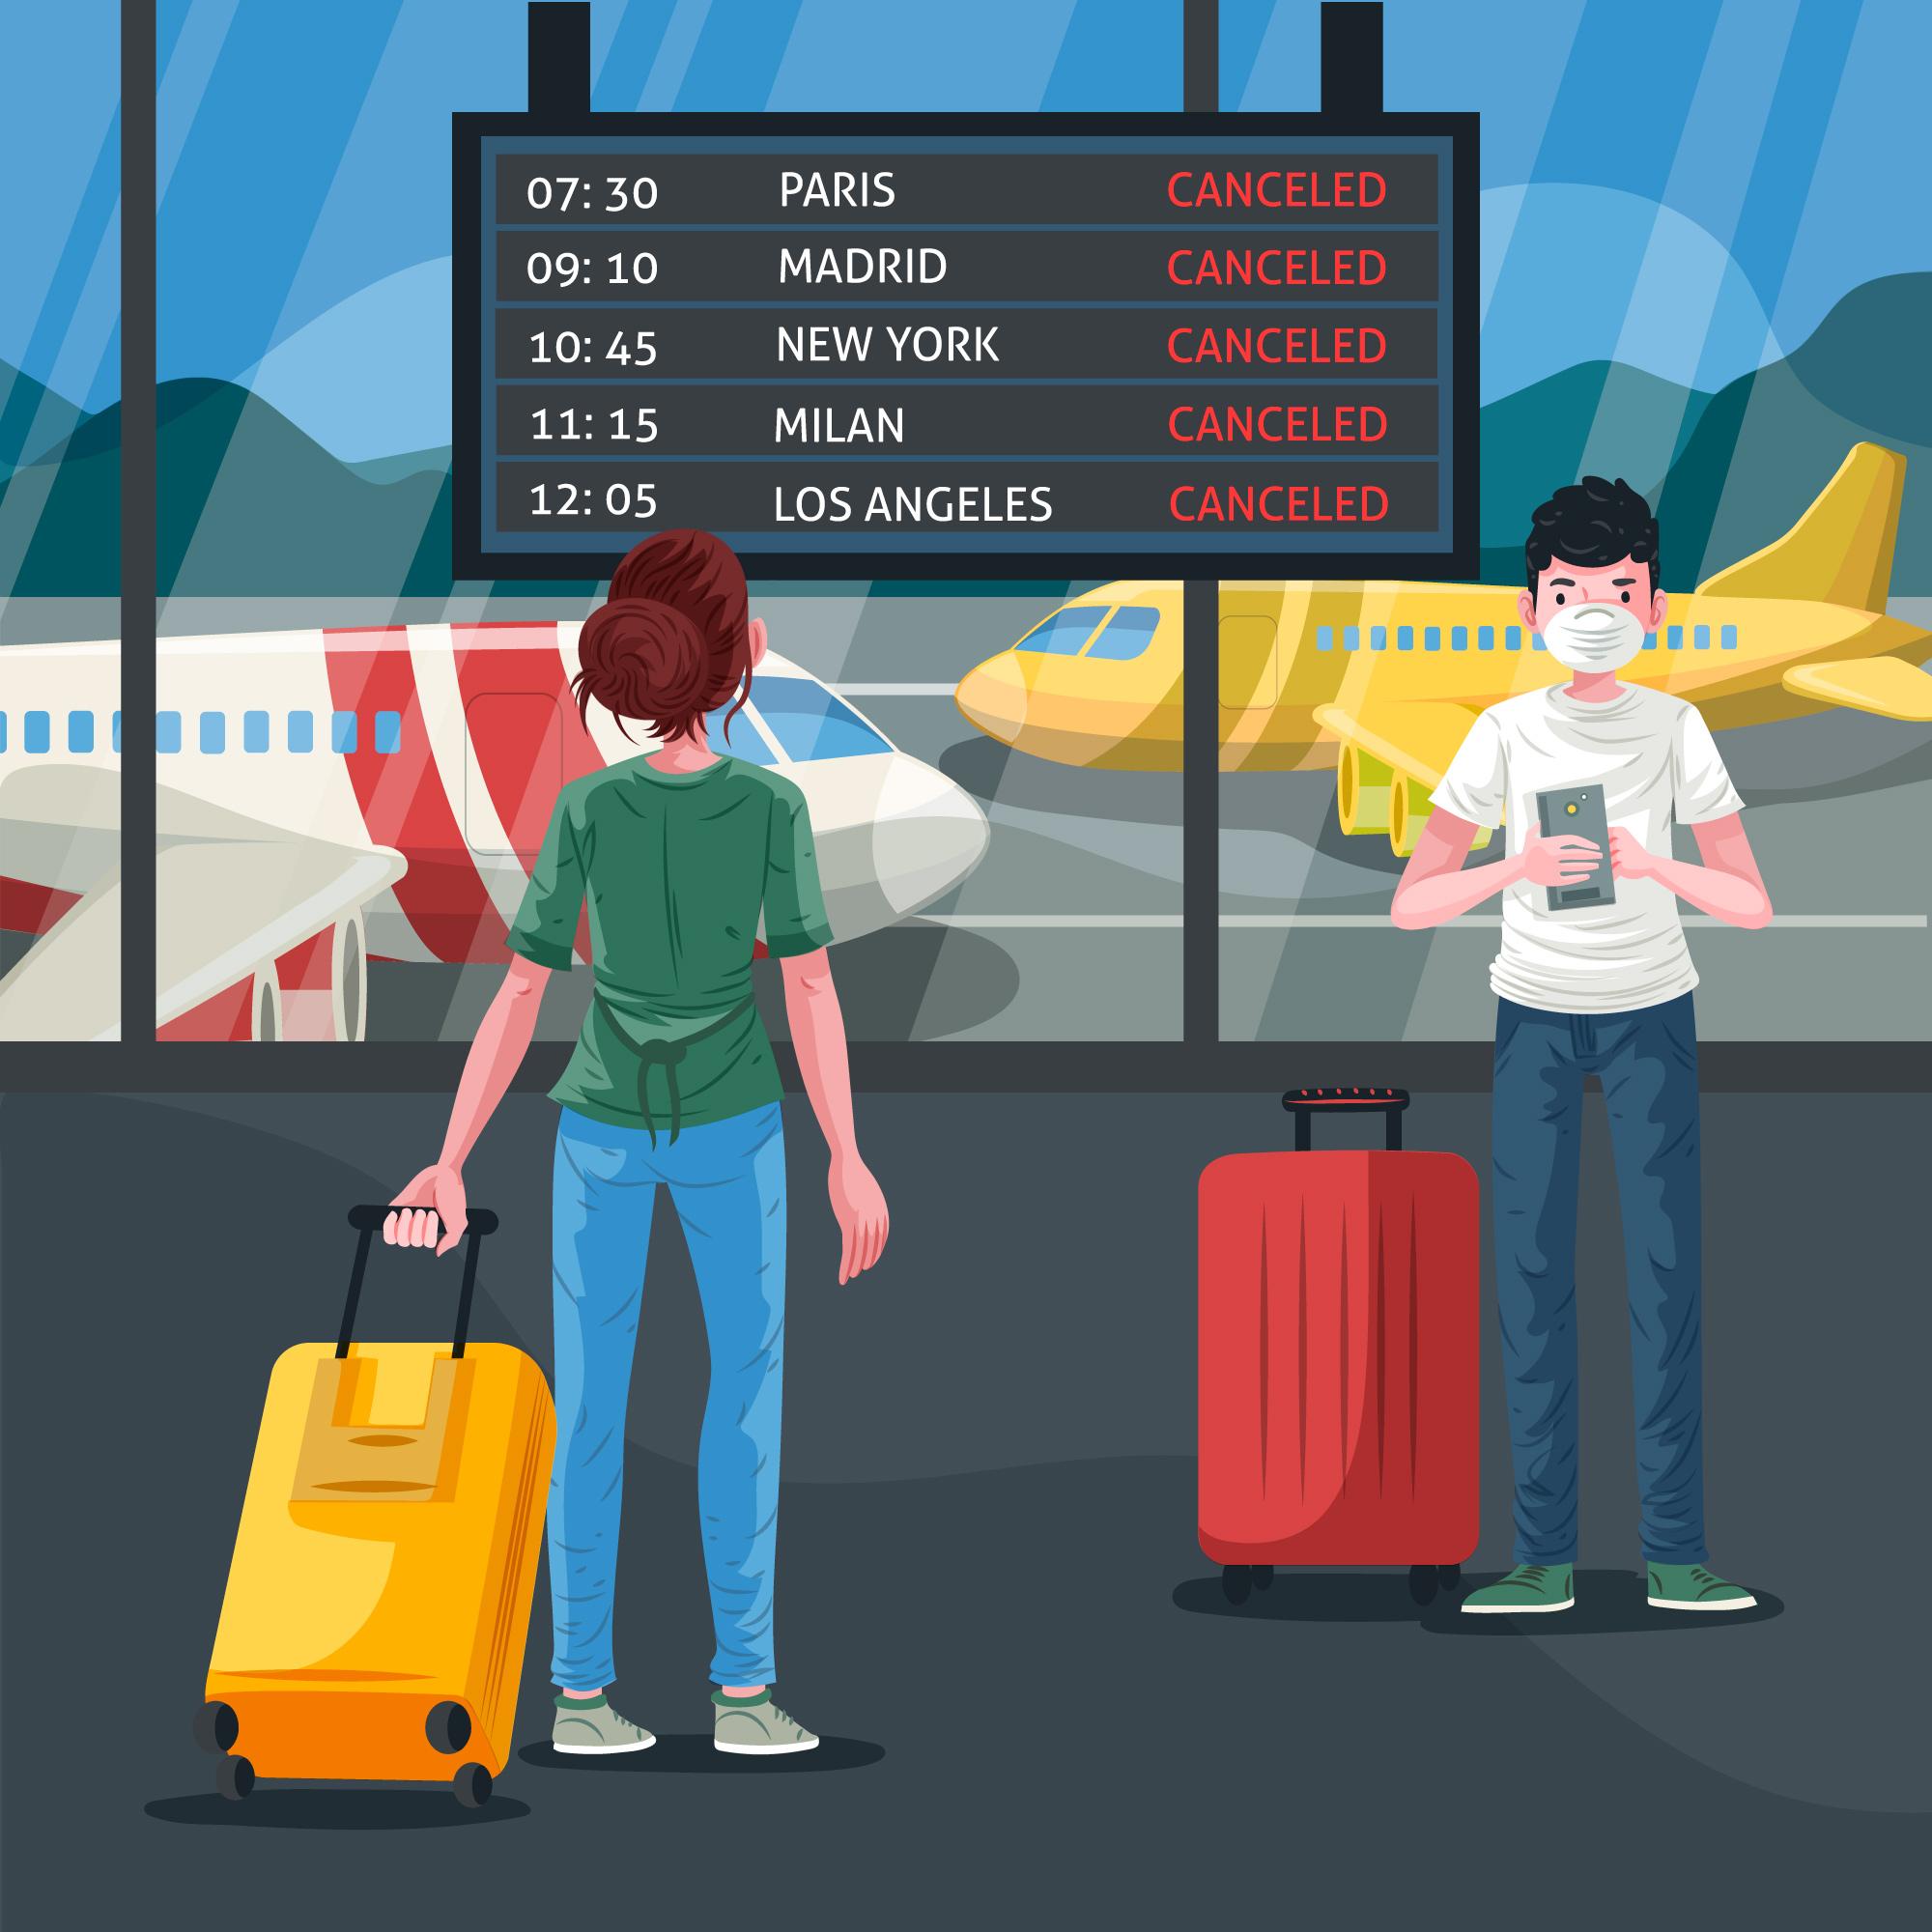 07: 30 PARIS CANCELED
09: 10 MADRID CANCELED
10: 45 NEW YORK CANCELED
11: 15 MILAN CANCELED
12: 05 LOS ANGELES CANCELED